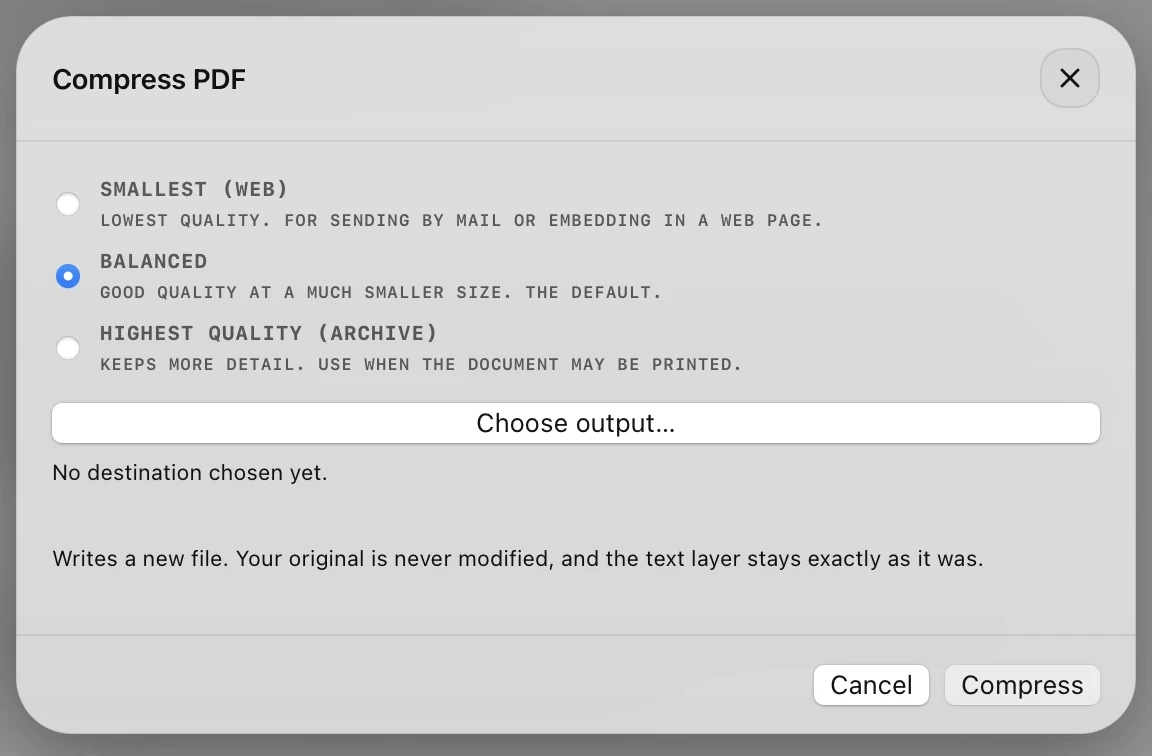 Compress PDF
SMALLEST (WEB)
LOWEST QUALITY. FOR SENDING BY MAIL OR EMBEDDING IN A WEB PAGE.
BALANCED
GOOD QUALITY AT A MUCH SMALLER SIZE. THE DEFAULT.
HIGHEST QUALITY (ARCHIVE)
KEEPS MORE DETAIL. USE WHEN THE DOCUMENT MAY BE PRINTED.
Choose output…
No destination chosen yet.
Writes a new file. Your original is never modified, and the text layer stays exactly as it was.
Cancel
Compress